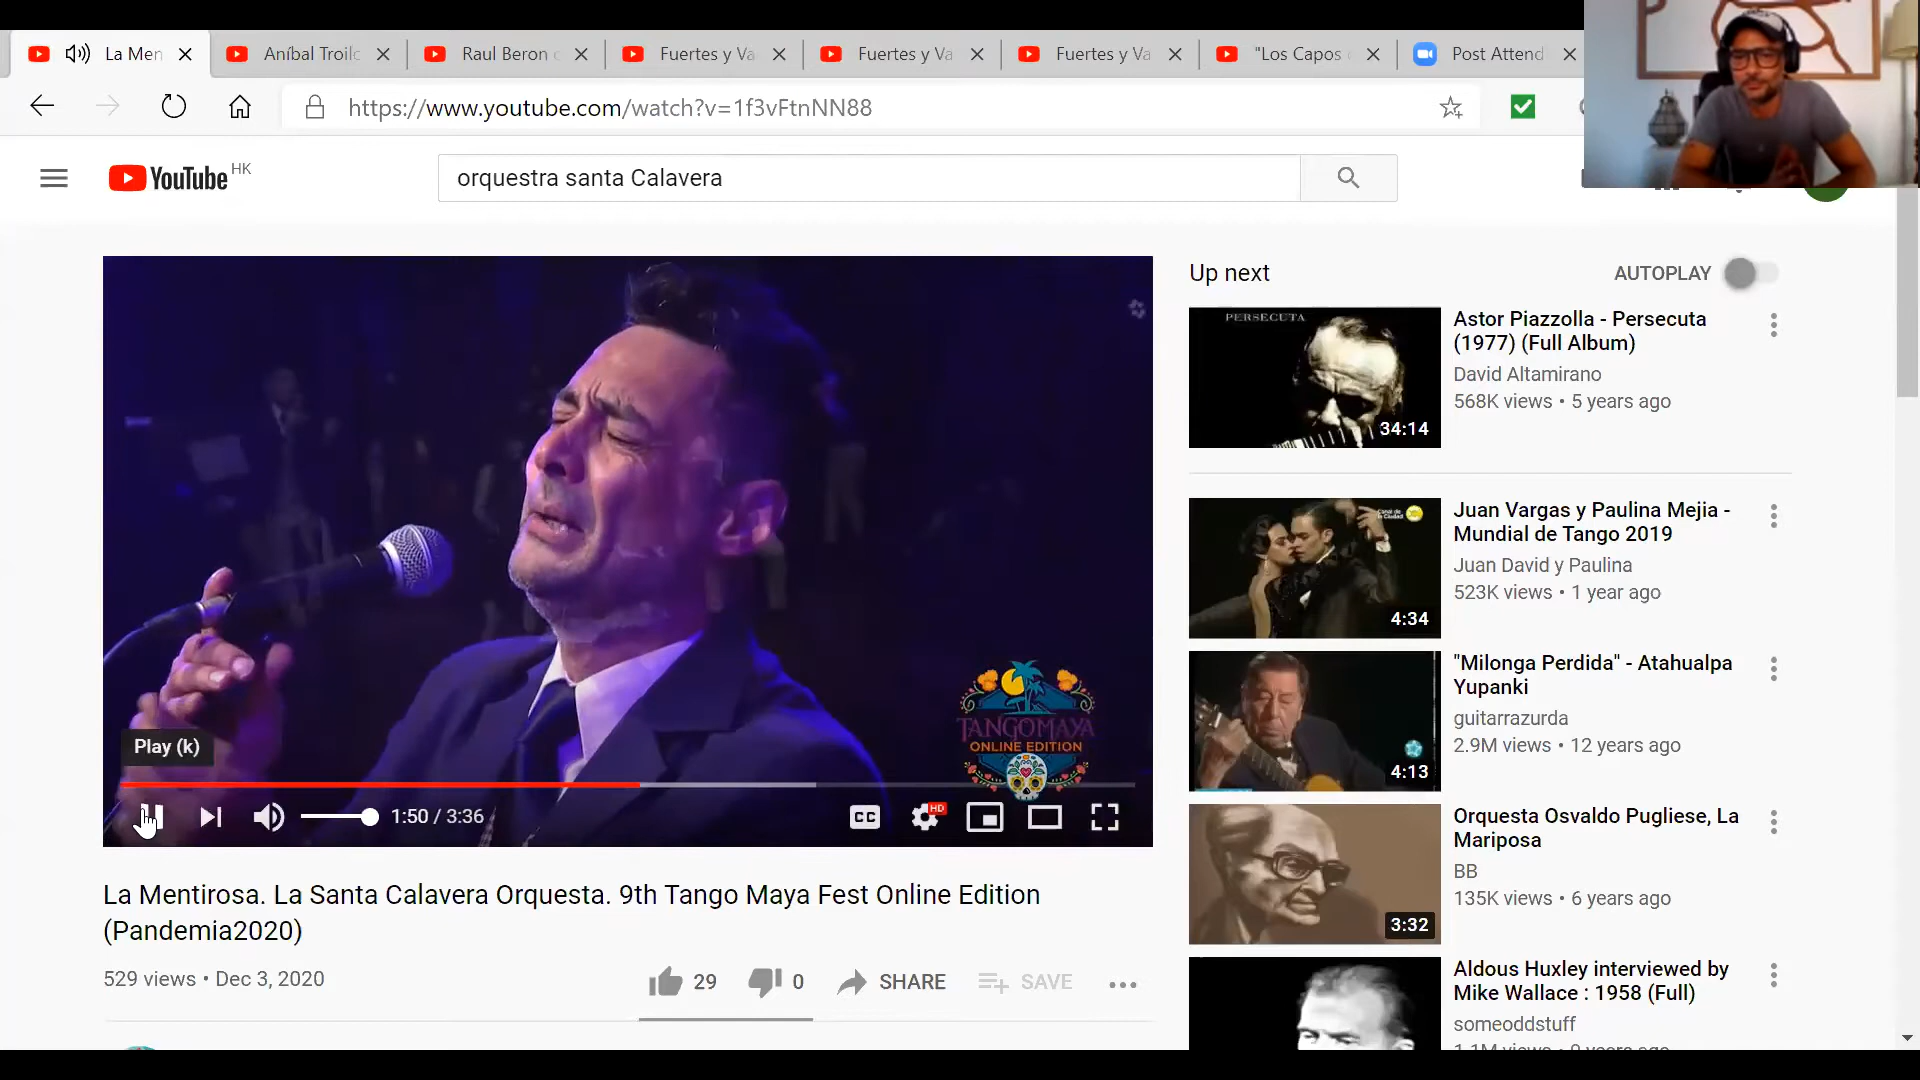 La Men
Aníbal Troilo
Raul Beron
Fuertes y Va
Fuertes y Va
Fuertes y Va
"Los Capos
Post Attend
https://www.youtube.com/watch?v=1f3vFtnNN88
YouTube HK
orquestra santa Calavera
Up next
AUTOPLAY
PERSECUTA
34:14
Astor Piazzolla - Persecuta
(1977) (Full Album)
David Altamirano
568K views • 5 years ago
4:34
Juan Vargas y Paulina Mejia -
Mundial de Tango 2019
Juan David y Paulina
523K views • 1 year ago
4:13
"Milonga Perdida" - Atahualpa
Yupanki
guitarrazurda
2.9M views • 12 years ago
3:32
Orquesta Osvaldo Pugliese, La
Mariposa
BB
135K views • 6 years ago
Aldous Huxley interviewed by
Mike Wallace : 1958 (Full)
someoddstuff
TANGOMAYA
ONLINE EDITION
Play (k)
1:50 / 3:36
CC
HD
La Mentirosa. La Santa Calavera Orquesta. 9th Tango Maya Fest Online Edition
(Pandemia2020)
529 views • Dec 3, 2020
29
0
SHARE
SAVE